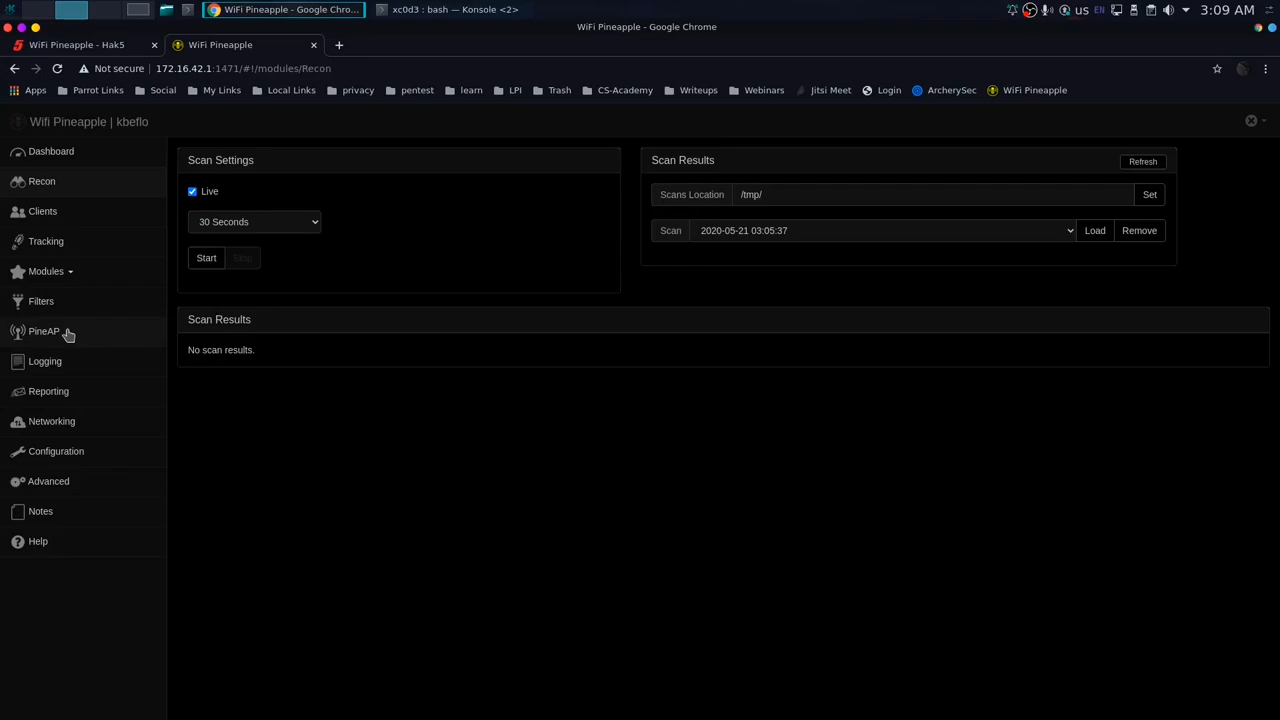 WiFi Pineapple - Google Chro...
xc0d3 : bash — Konsole <2>
us EN 3:09 AM
WiFi Pineapple - Google Chrome
WiFi Pineapple - Hak5
WiFi Pineapple
Not secure 172.16.42.1:1471/#!/modules/Recon
Apps Parrot Links Social My Links Local Links privacy pentest learn LPI Trash CS-Academy Writeups Webinars Jitsi Meet Login ArcherySec WiFi Pineapple
Wifi Pineapple | kbeflo
Dashboard
Recon
Clients
Tracking
Modules
Filters
PineAP
Logging
Reporting
Networking
Configuration
Advanced
Notes
Help
Scan Settings
Live
30 Seconds
Start Stop
Scan Results Refresh
Scans Location /tmp/ Set
Scan 2020-05-21 03:05:37 Load Remove
Scan Results
No scan results.